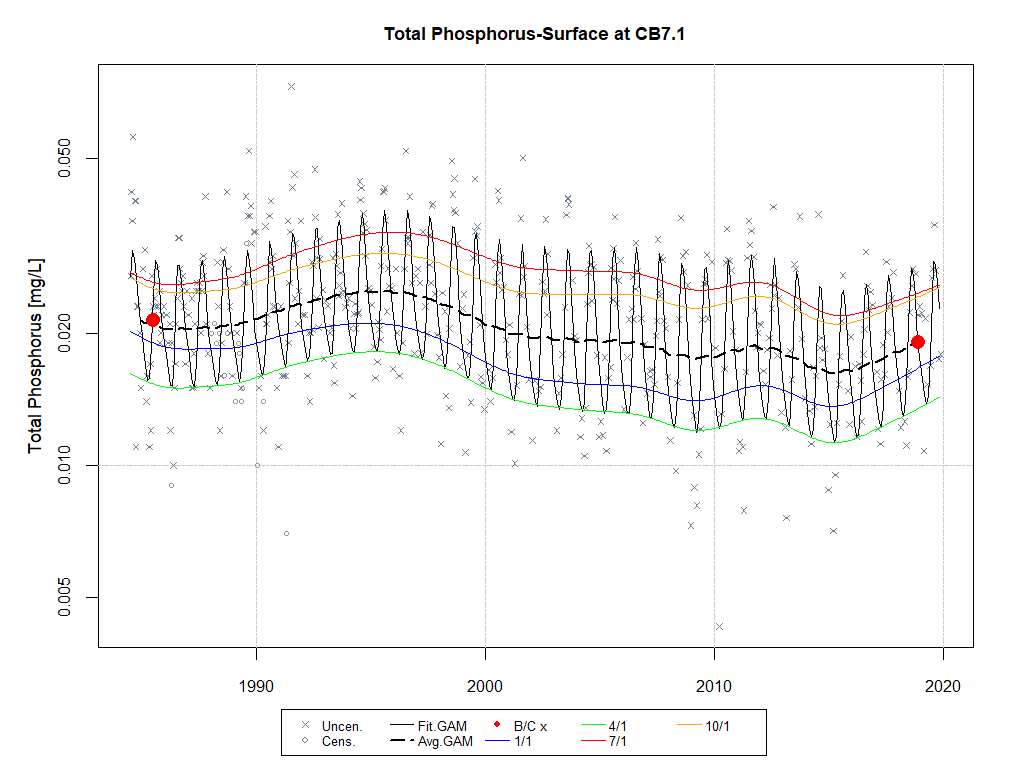 Total Phosphorus-Surface at CB7.1
Total Phosphorus [mg/L]
0.050
0.020
0.010
0.005
1990 2000 2010 2020
Uncen. Fit.GAM B/C x 4/1 10/1
Cens. Avg.GAM 1/1 7/1